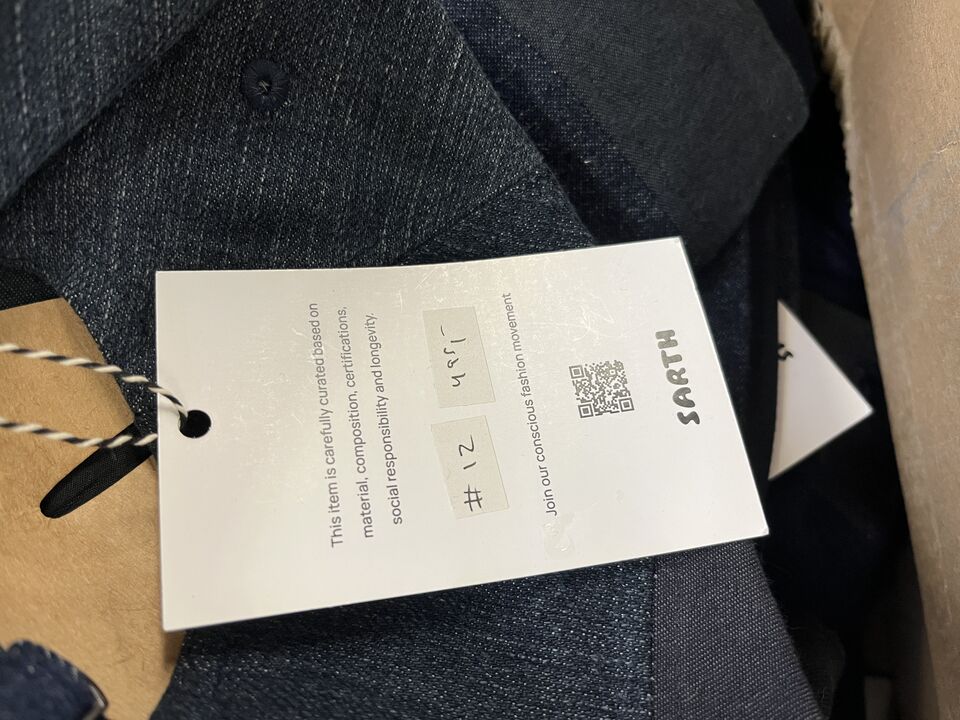 This item is carefully curated based on
material, composition, certifications,
social responsibility and longevity.
# 12 495,-
Join our conscious fashion movement
SARTH